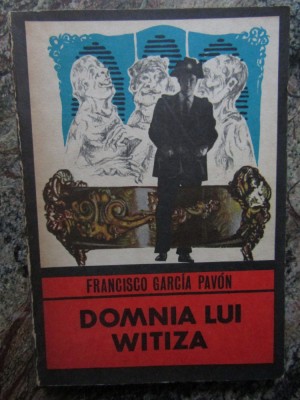 FRANCISCO GARCÍA PAVÓN
DOMNIA LUI
WITIZA